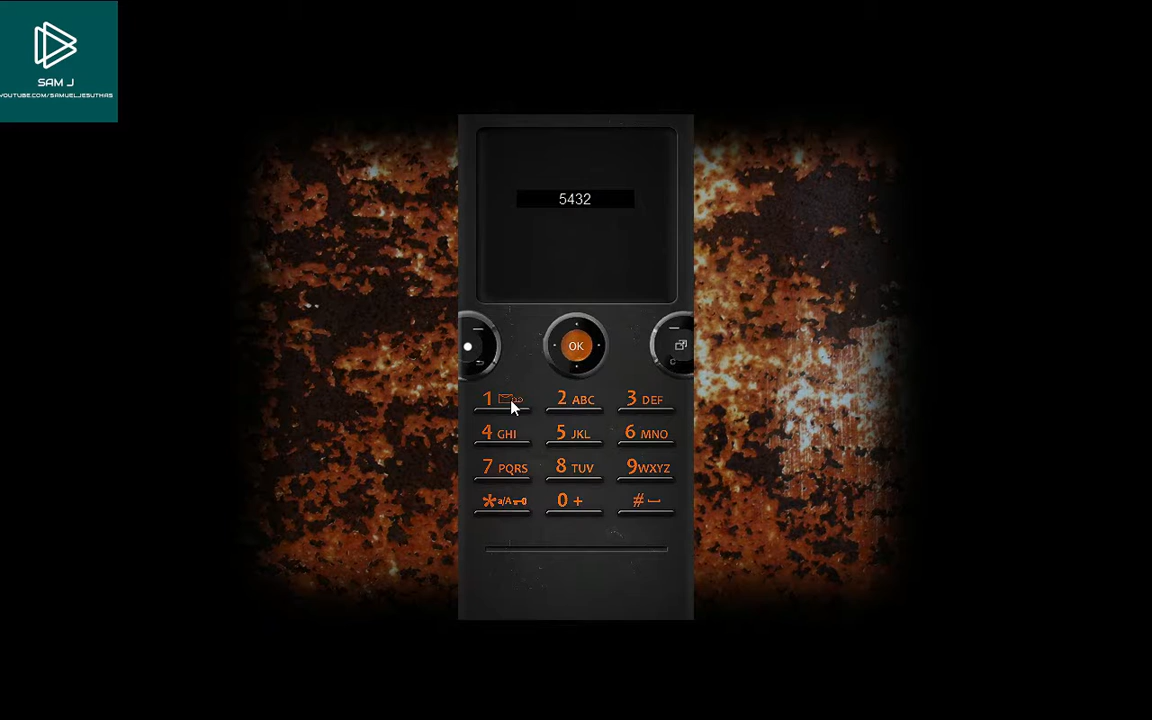 SAM J
YOUTUBE.COM/SAMUELJESUTHAS
5432
OK
C
1 2 ABC 3 DEF
4 GHI 5 JKL 6 MNO
7 PQRS 8 TUV 9WXYZ
*a/A 0 + #